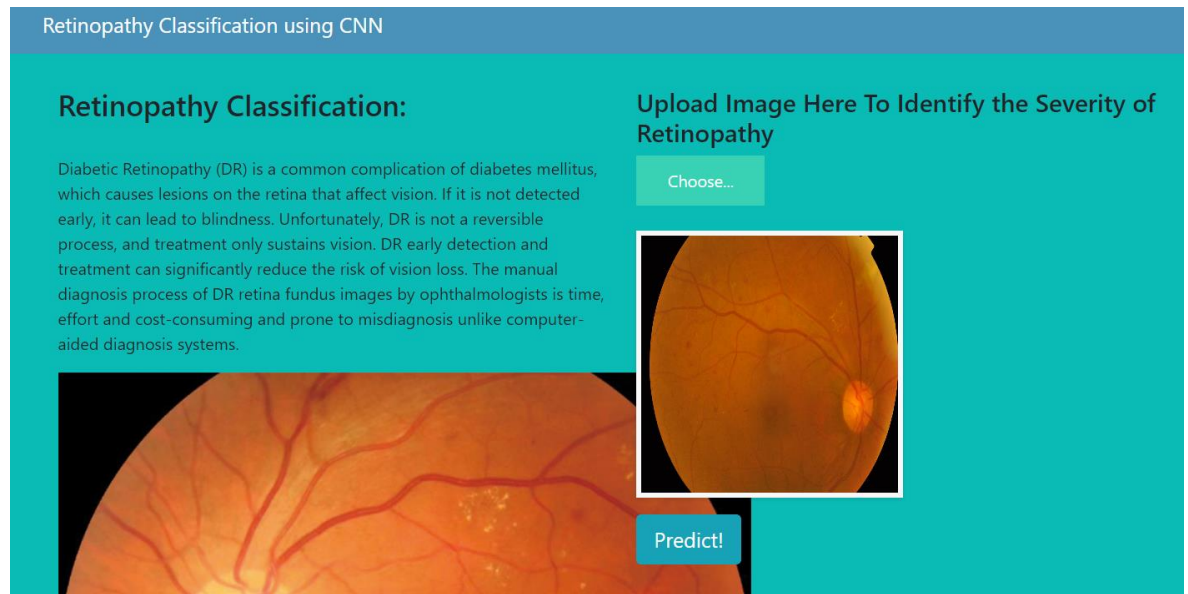 Retinopathy Classification using CNN
Retinopathy Classification:
Diabetic Retinopathy (DR) is a common complication of diabetes mellitus,
which causes lesions on the retina that affect vision. If it is not detected
early, it can lead to blindness. Unfortunately, DR is not a reversible
process, and treatment only sustains vision. DR early detection and
treatment can significantly reduce the risk of vision loss. The manual
diagnosis process of DR retina fundus images by ophthalmologists is time,
effort and cost-consuming and prone to misdiagnosis unlike computer-
aided diagnosis systems.
Upload Image Here To Identify the Severity of
Retinopathy
Choose...
Predict!